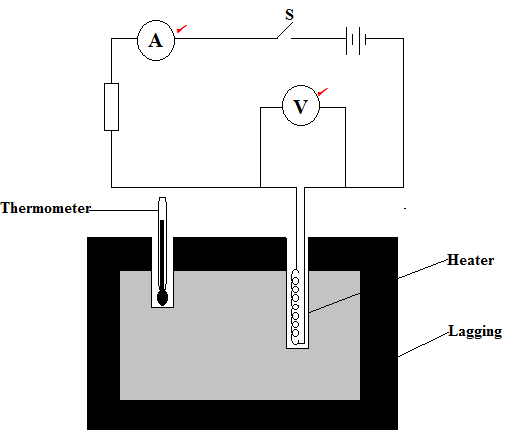 S
A
V
Thermometer
Heater
Lagging